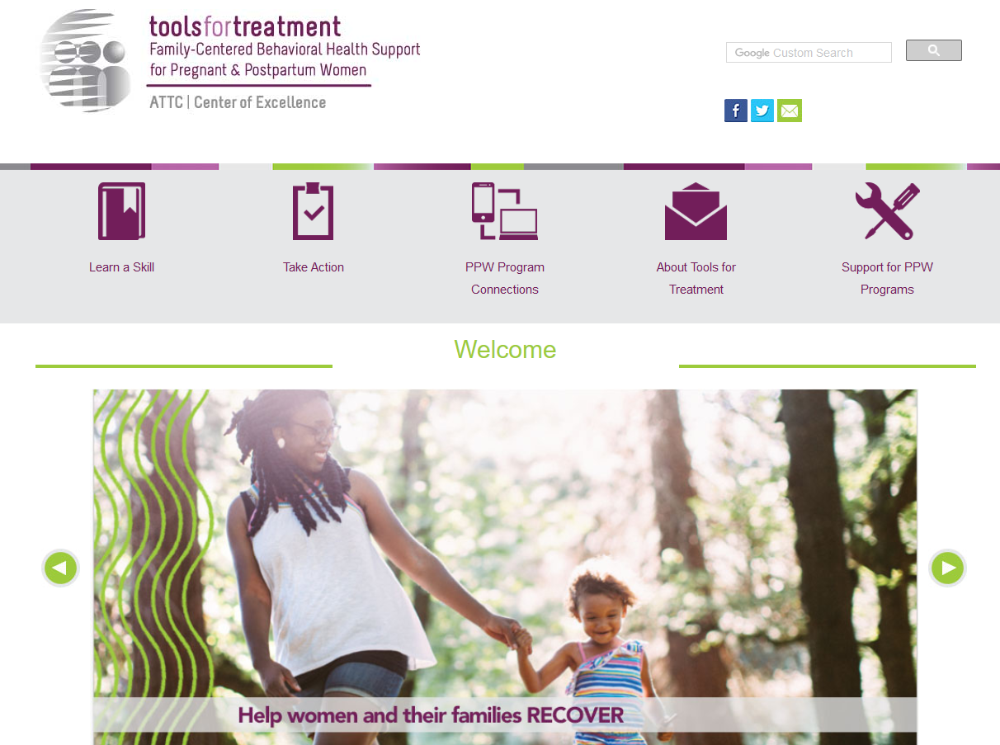 toolsfortreatment
Family-Centered Behavioral Health Support
for Pregnant & Postpartum Women
ATTC | Center of Excellence
Google Custom Search
Learn a Skill
Take Action
PPW Program
Connections
About Tools for
Treatment
Support for PPW
Programs
Welcome
Help women and their families RECOVER